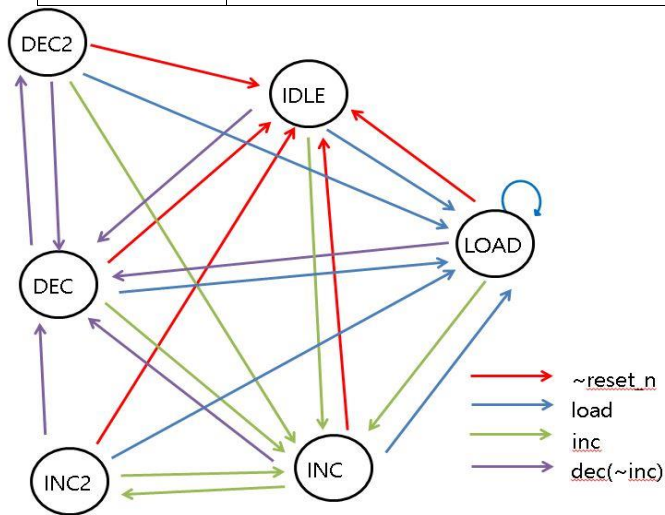 DEC2
IDLE
LOAD
DEC
INC
INC2
~reset_n
load
inc
dec(~inc)